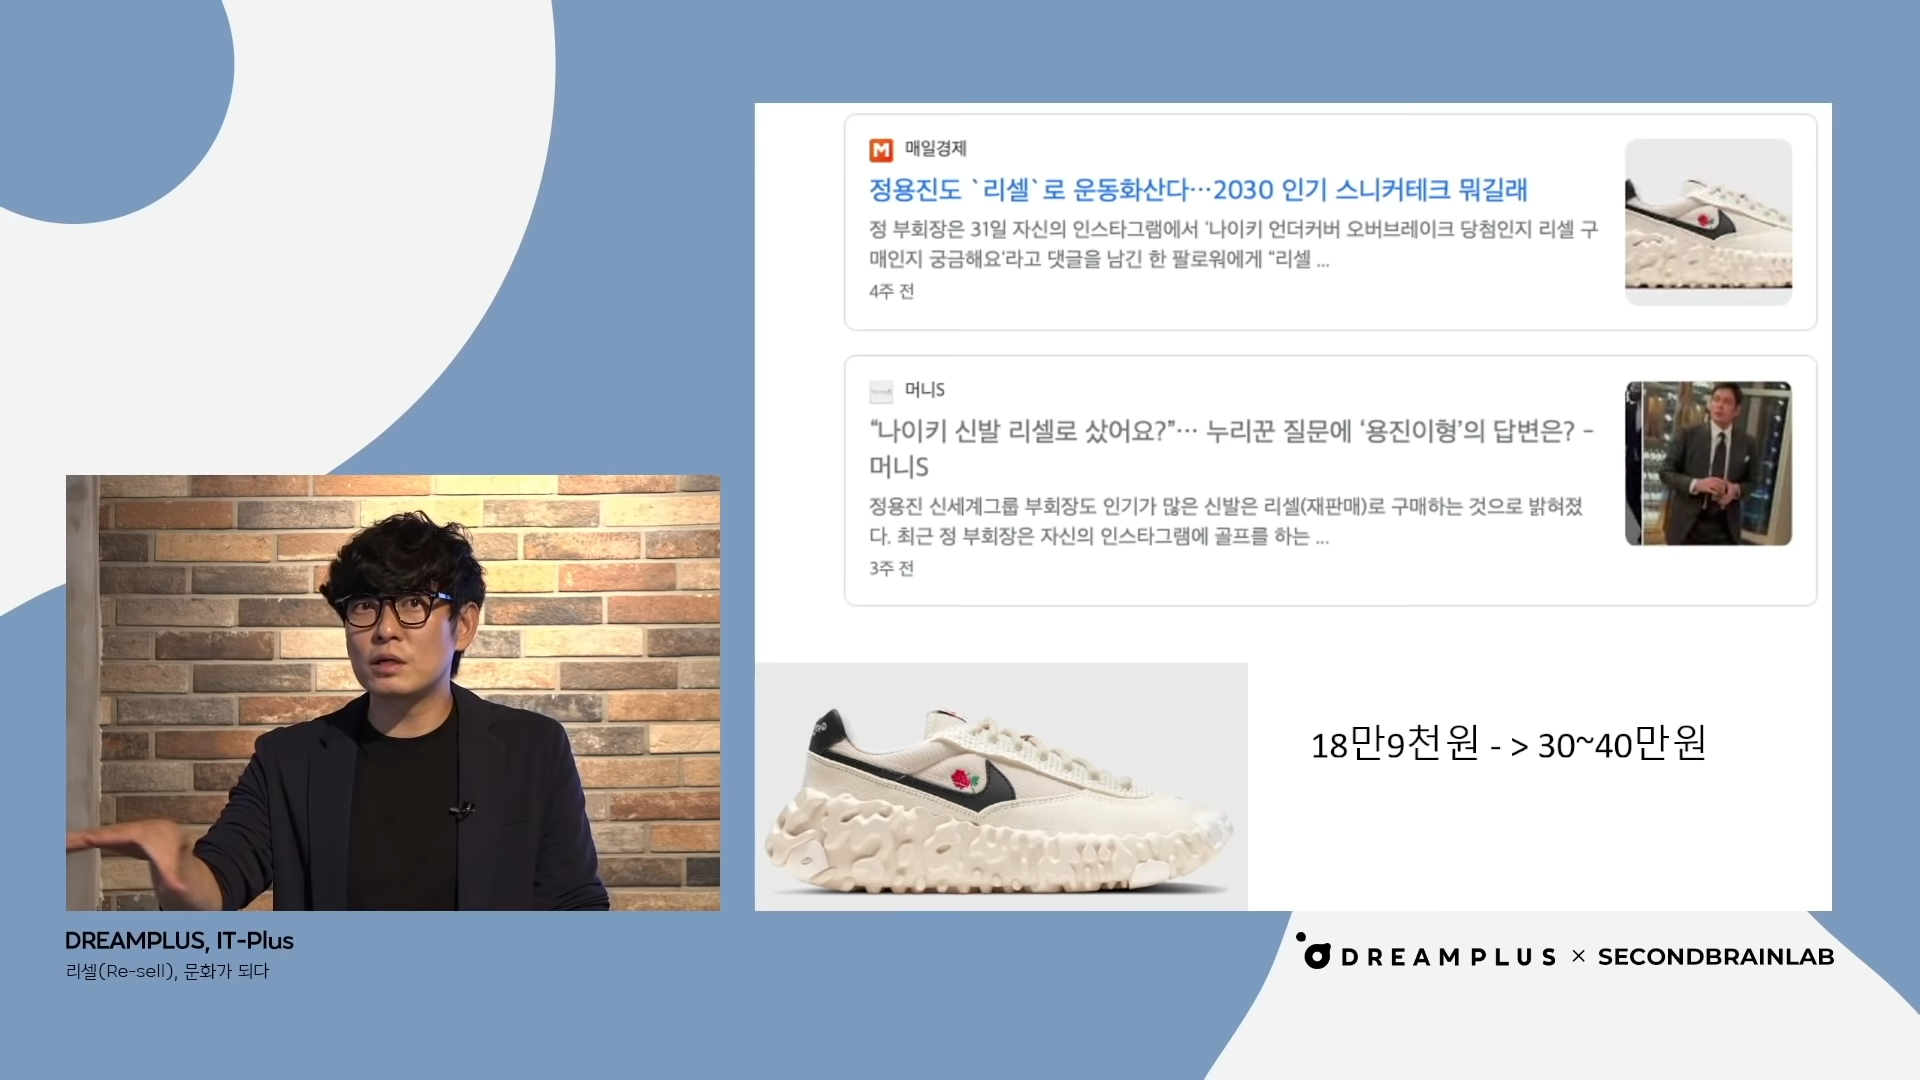 매일경제
정용진도 `리셀`로 운동화산다…2030 인기 스니커테크 뭐길래
정 부회장은 31일 자신의 인스타그램에서 '나이키 언더커버 오버브레이크 당첨인지 리셀 구
매인지 궁금해요'라고 댓글을 남긴 한 팔로워에게 "리셀 ...
4주 전
머니S
“나이키 신발 리셀로 샀어요?”… 누리꾼 질문에 ‘용진이형’의 답변은? -
머니S
정용진 신세계그룹 부회장도 인기가 많은 신발은 리셀(재판매)로 구매하는 것으로 밝혀졌
다. 최근 정 부회장은 자신의 인스타그램에 골프를 하는 ...
3주 전
18만9천원 - > 30~40만원
DREAMPLUS, IT-Plus
리셀(Re-sell), 문화가 되다
DREAMPLUS × SECONDBRAINLAB